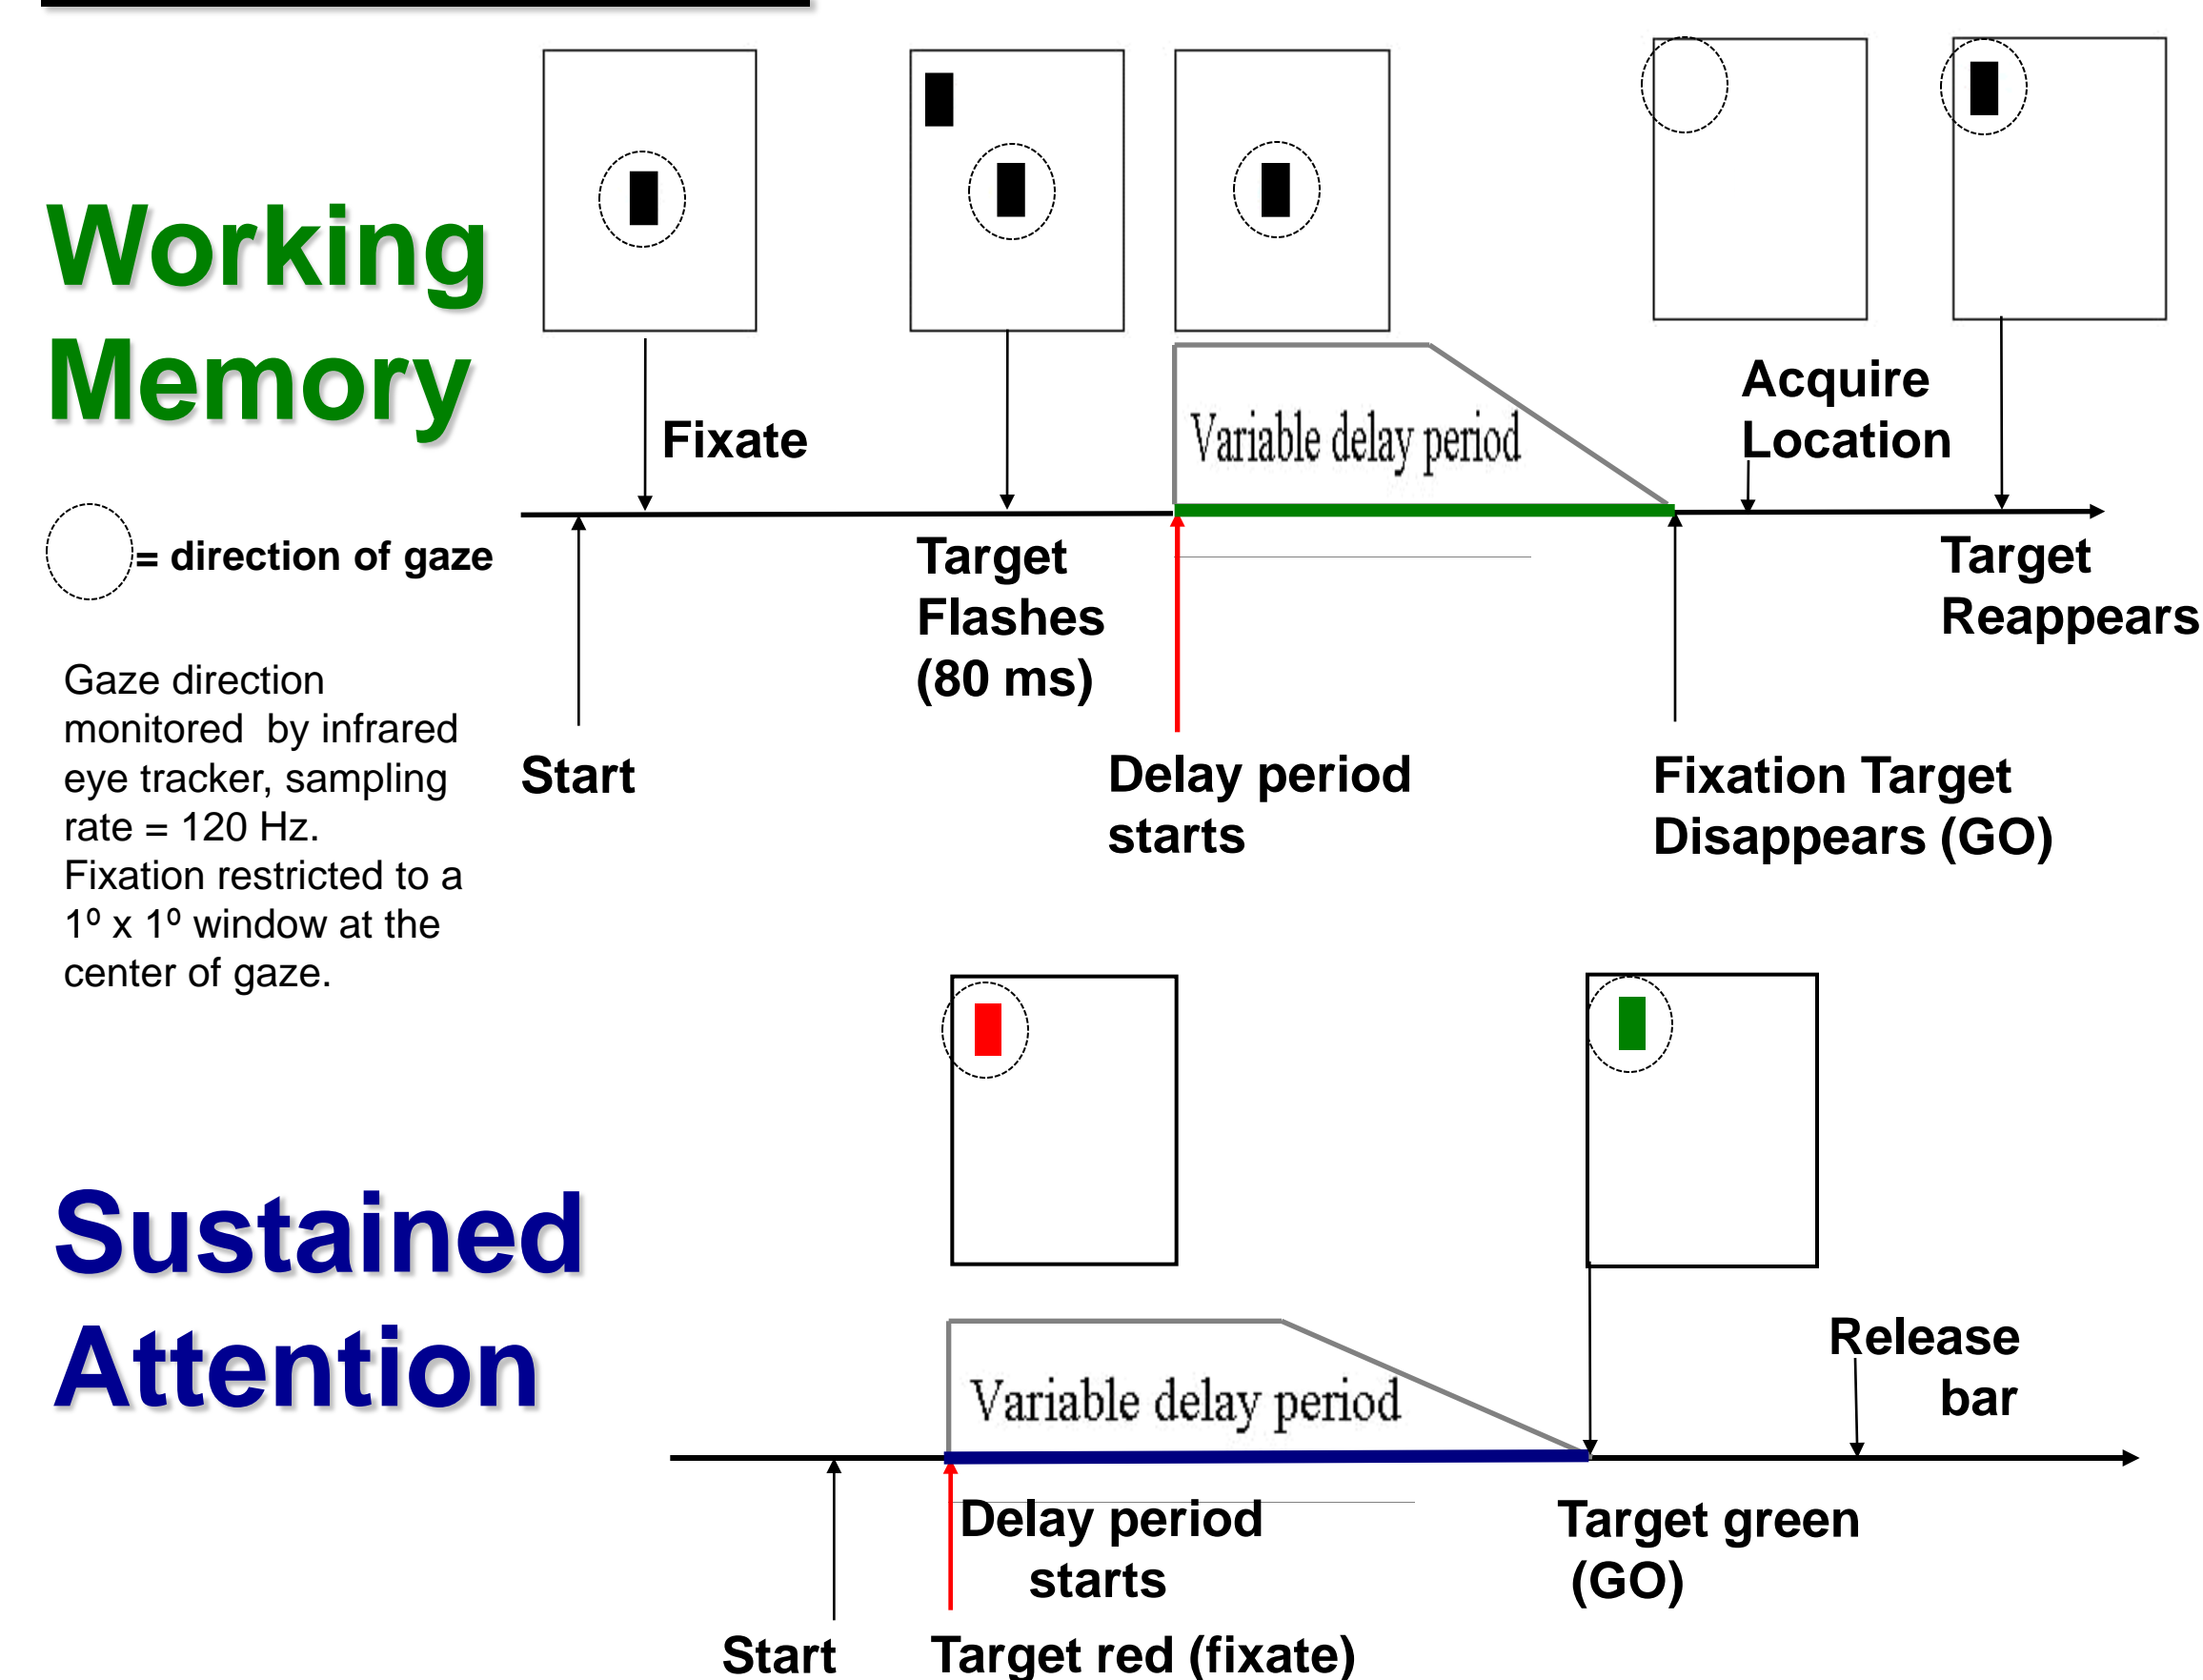 Working
Memory
Fixate
Variable delay period
Acquire
Location
= direction of gaze
Target
Flashes
(80 ms)
Target
Reappears
Gaze direction
monitored by infrared
eye tracker, sampling
rate = 120 Hz.
Fixation restricted to a
1º x 1º window at the
center of gaze.
Start
Delay period
starts
Fixation Target
Disappears (GO)
Sustained
Attention
Variable delay period
Release
bar
Delay period
starts
Target green
(GO)
Start
Target red (fixate)